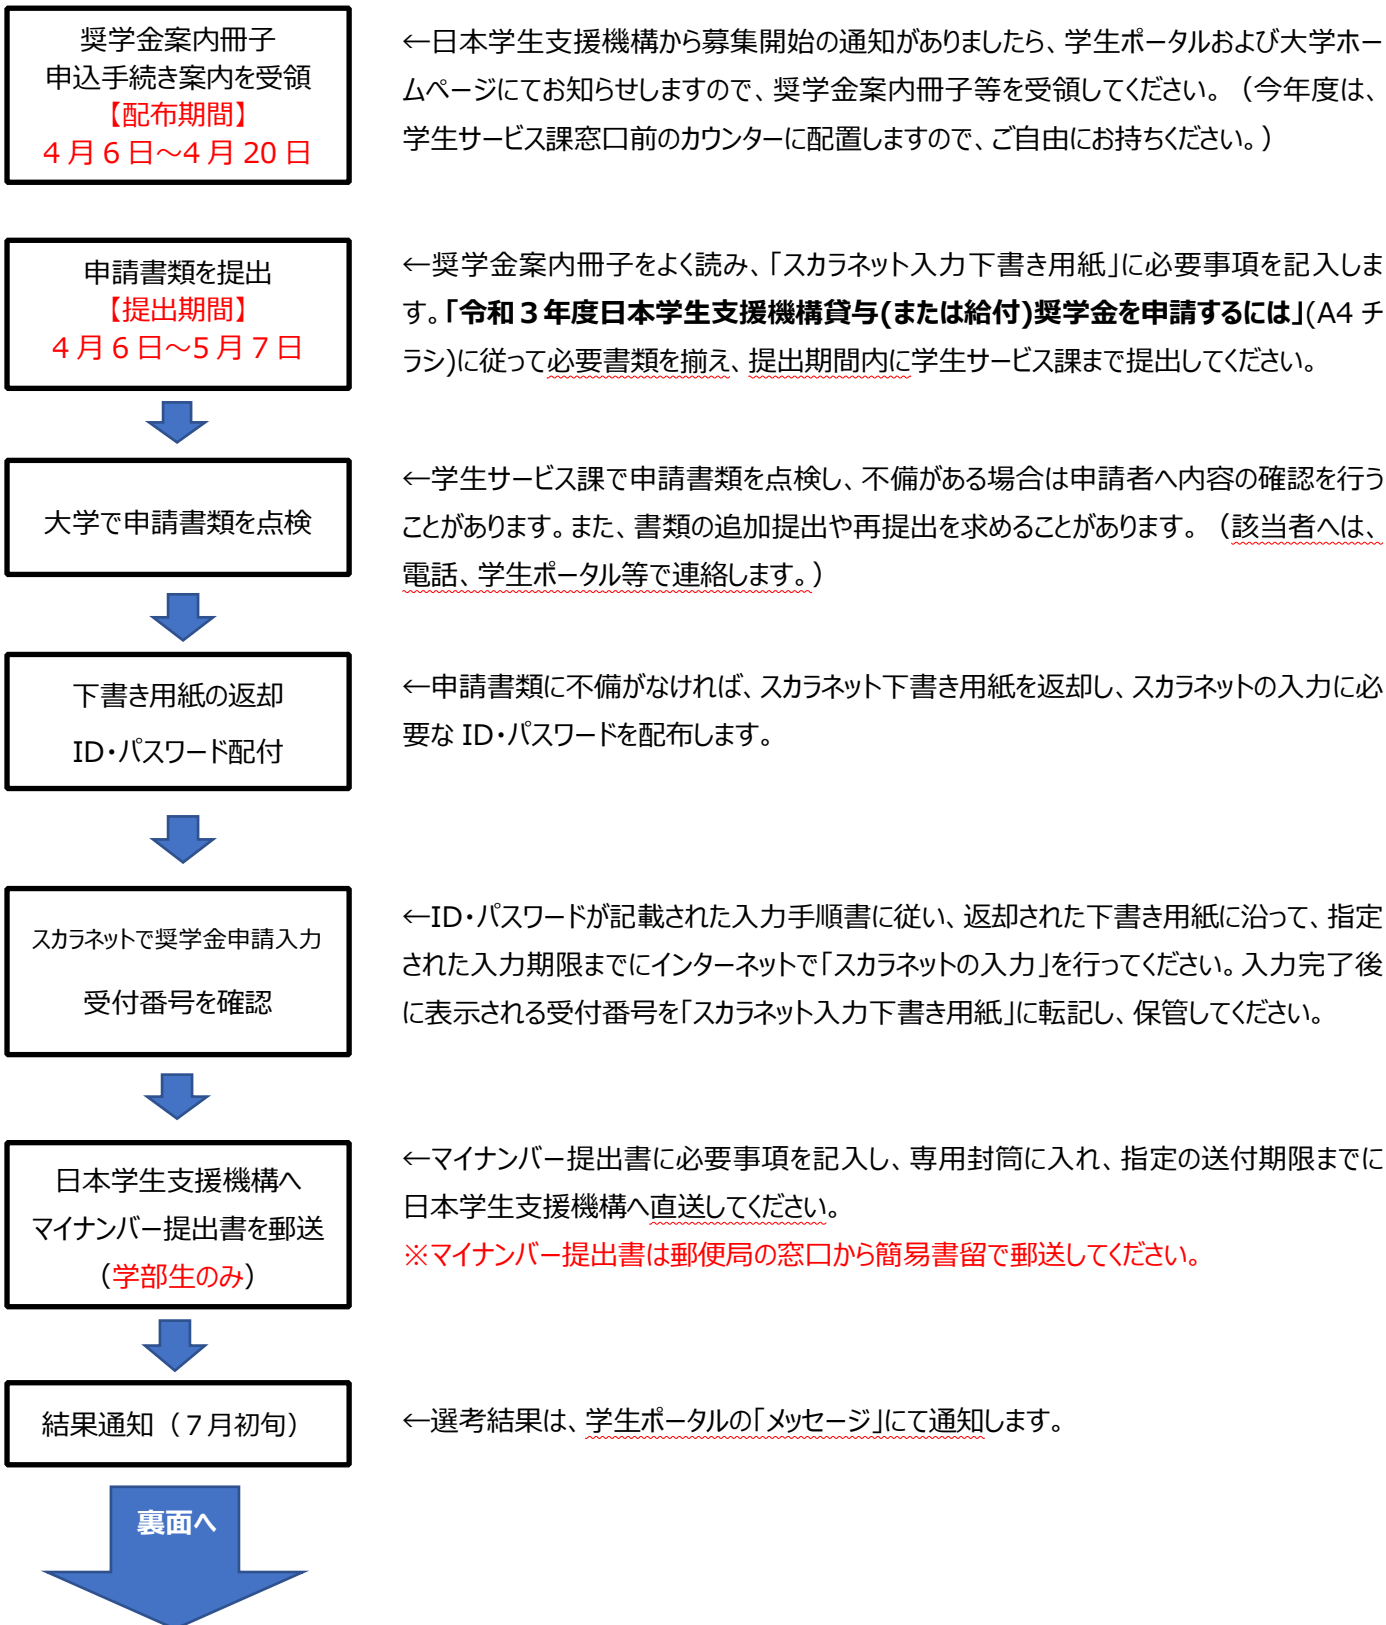 奨学金案内冊子
申込手続き案内を受領
【配布期間】
4月6日～4月20日
←日本学生支援機構から募集開始の通知がありましたら、学生ポータルおよび大学ホー
ムページにてお知らせしますので、奨学金案内冊子等を受領してください。（今年度は、
学生サービス課窓口前のカウンターに配置しますので、ご自由にお持ちください。）
申請書類を提出
【提出期間】
4月6日～5月7日
←奨学金案内冊子をよく読み、「スカラネット入力下書き用紙」に必要事項を記入しま
す。「令和３年度日本学生支援機構貸与(または給付)奨学金を申請するには」(A4 チ
ラシ)に従って必要書類を揃え、提出期間内に学生サービス課まで提出してください。
大学で申請書類を点検
←学生サービス課で申請書類を点検し、不備がある場合は申請者へ内容の確認を行う
ことがあります。また、書類の追加提出や再提出を求めることがあります。（該当者へは、
電話、学生ポータル等で連絡します。）
下書き用紙の返却
ID・パスワード配付
←申請書類に不備がなければ、スカラネット下書き用紙を返却し、スカラネットの入力に必
要な ID・パスワードを配布します。
スカラネットで奨学金申請入力
受付番号を確認
←ID・パスワードが記載された入力手順書に従い、返却された下書き用紙に沿って、指定
された入力期限までにインターネットで「スカラネットの入力」を行ってください。入力完了後
に表示される受付番号を「スカラネット入力下書き用紙」に転記し、保管してください。
日本学生支援機構へ
マイナンバー提出書を郵送
（学部生のみ）
←マイナンバー提出書に必要事項を記入し、専用封筒に入れ、指定の送付期限までに
日本学生支援機構へ直送してください。
※マイナンバー提出書は郵便局の窓口から簡易書留で郵送してください。
結果通知（７月初旬）
←選考結果は、学生ポータルの「メッセージ」にて通知します。
裏面へ